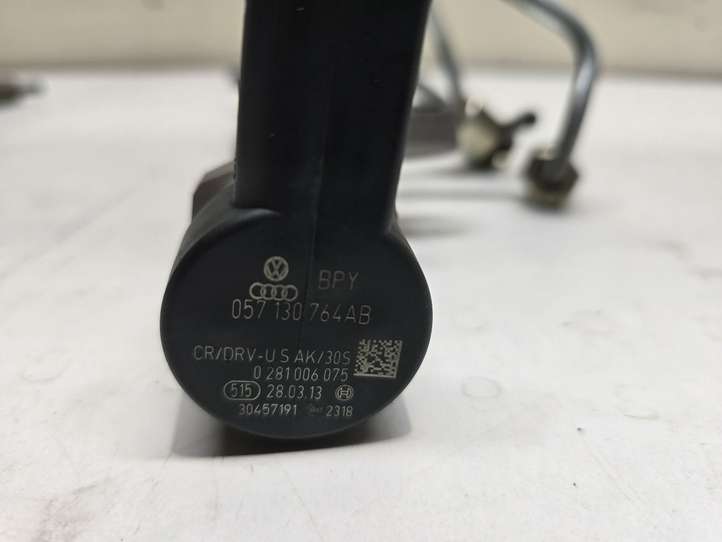 BPY
057 130 764AB
CR/DRV-U S AK/30S
0 281 006 075
515 28.03.13
30457191 2318